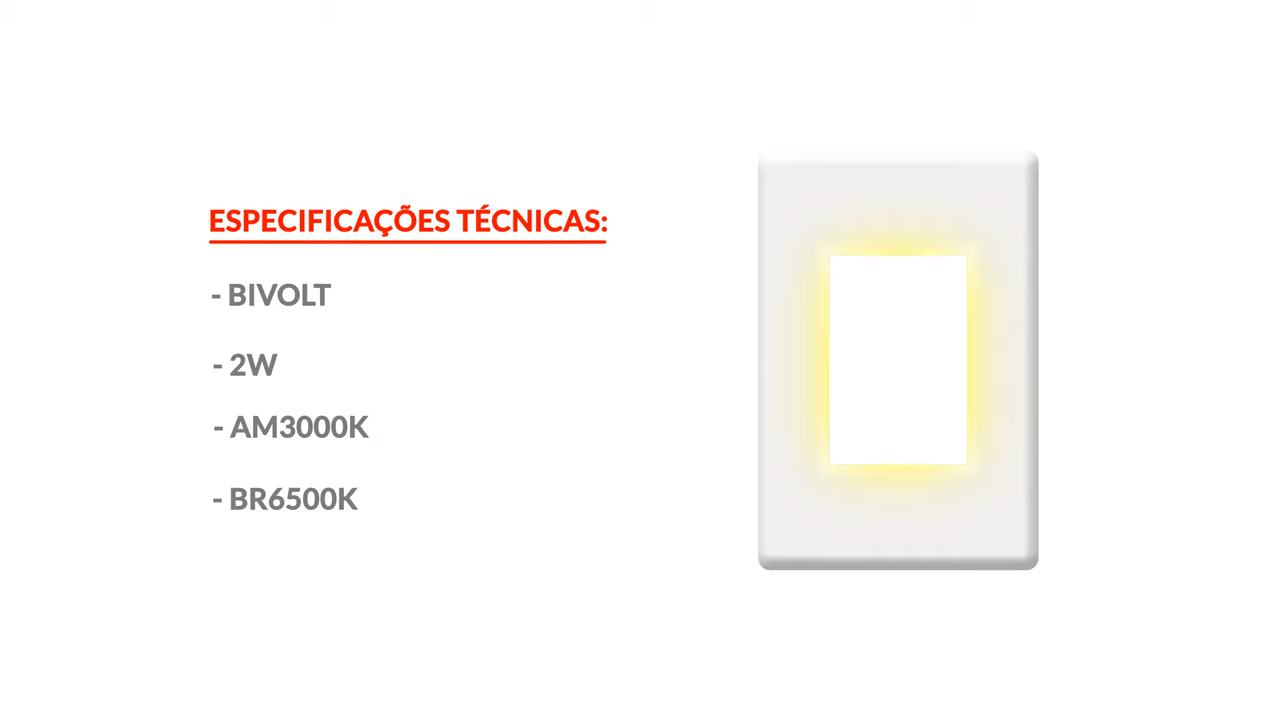 ESPECIFICAÇÕES TÉCNICAS:
- BIVOLT
- 2W
- AM3000K
- BR6500K